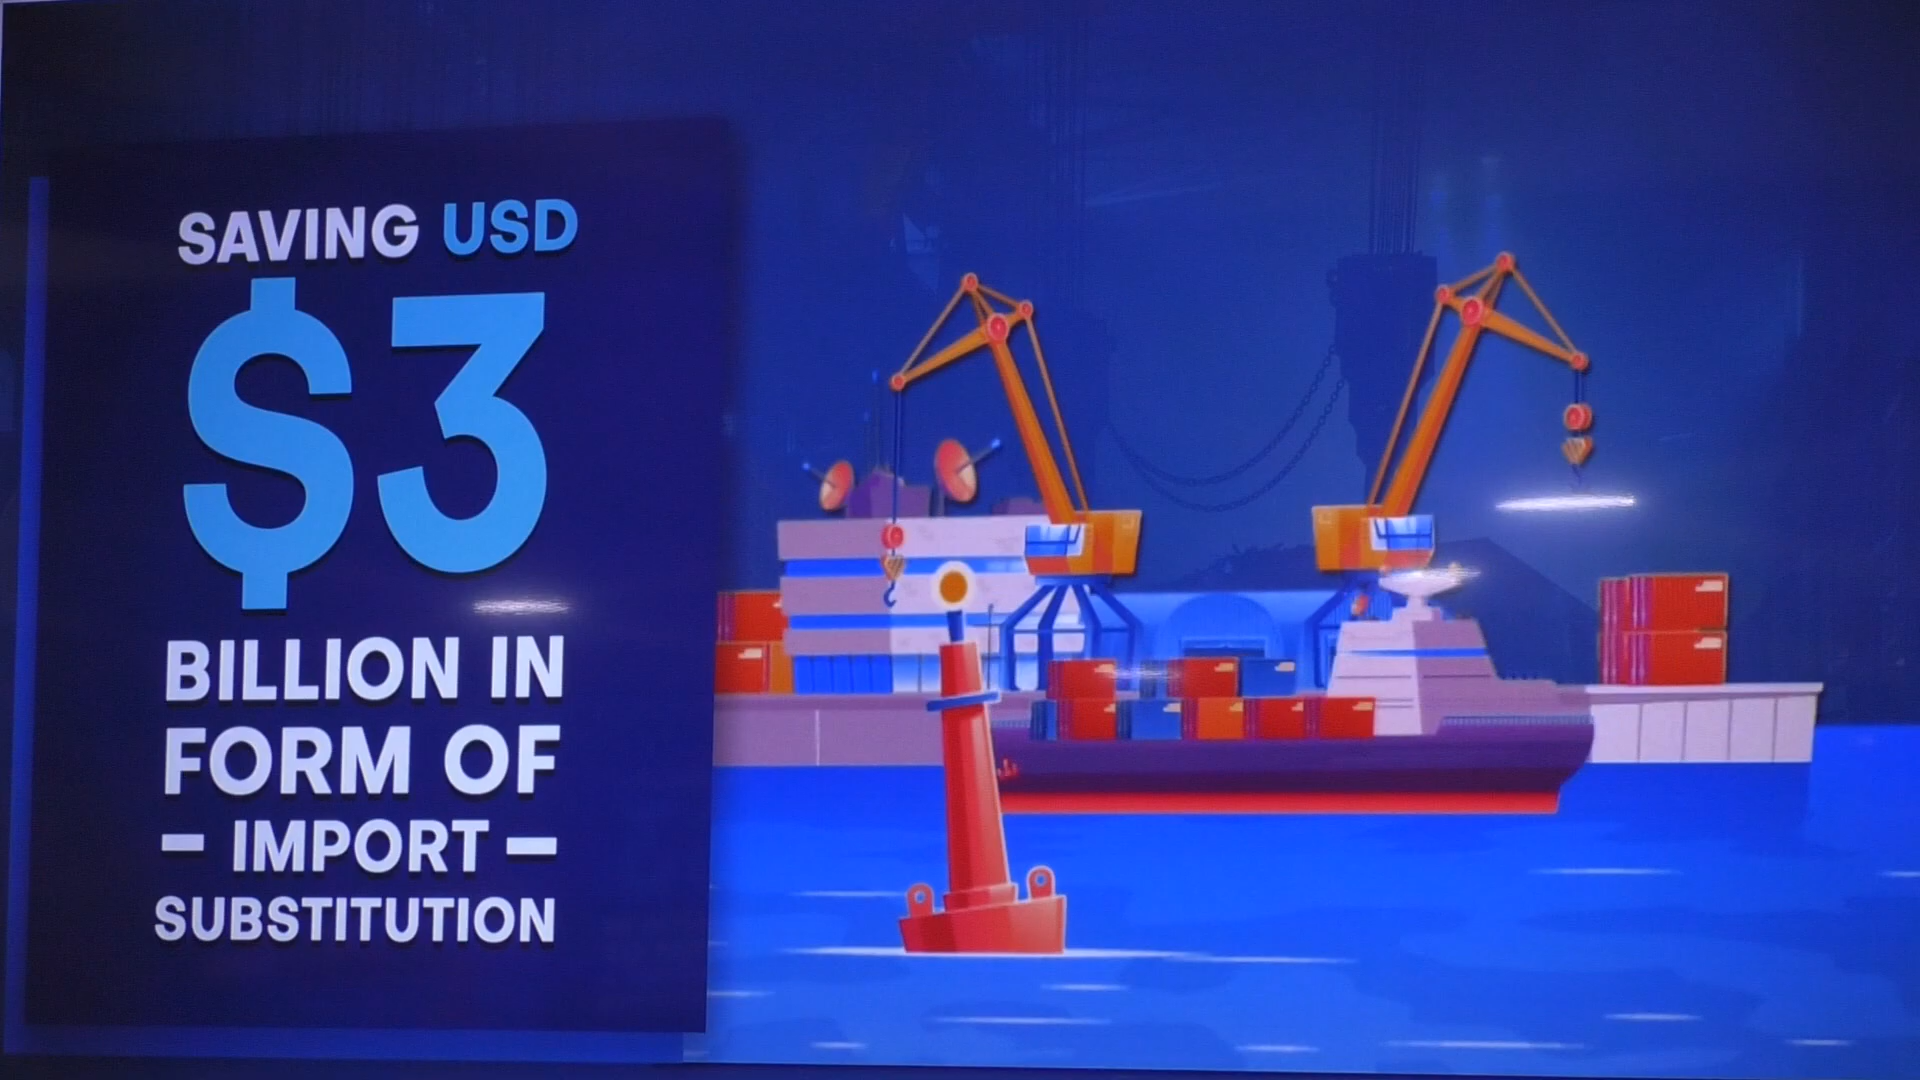 SAVING USD
$3
BILLION IN
FORM OF
- IMPORT -
SUBSTITUTION